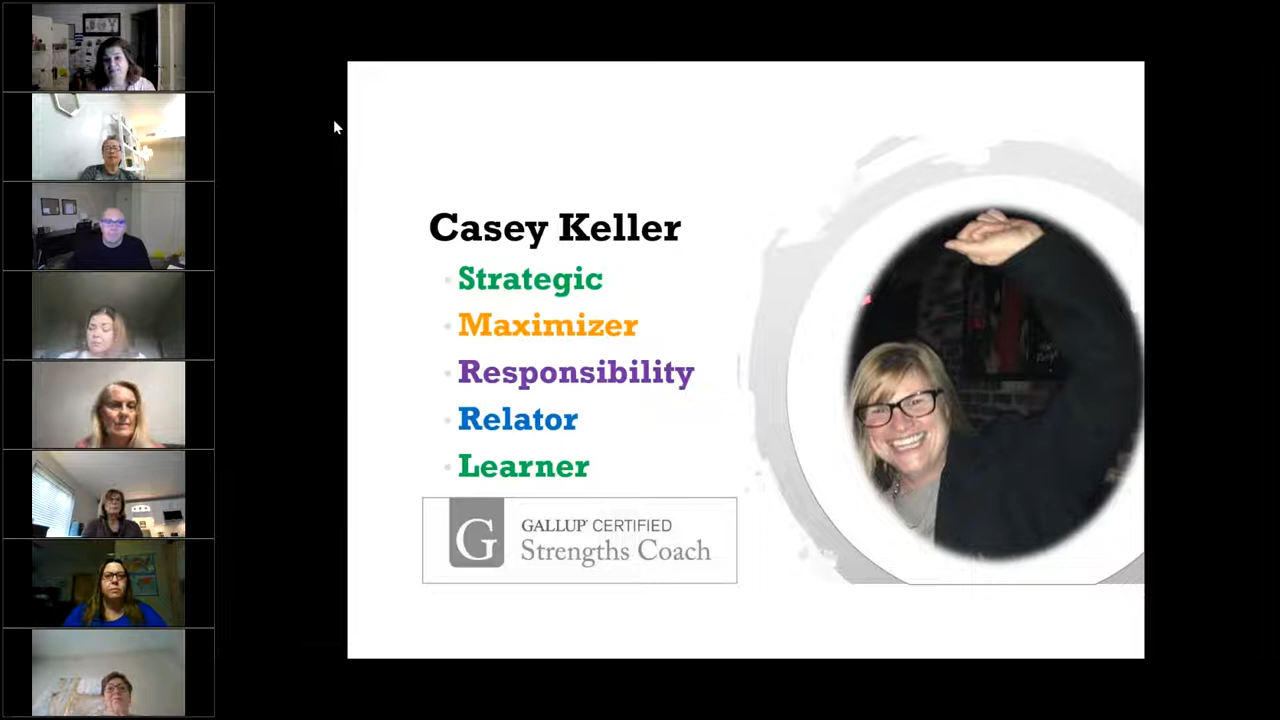 Casey Keller
Strategic
Maximizer
Responsibility
Relator
Learner
G GALLUP CERTIFIED
Strengths Coach